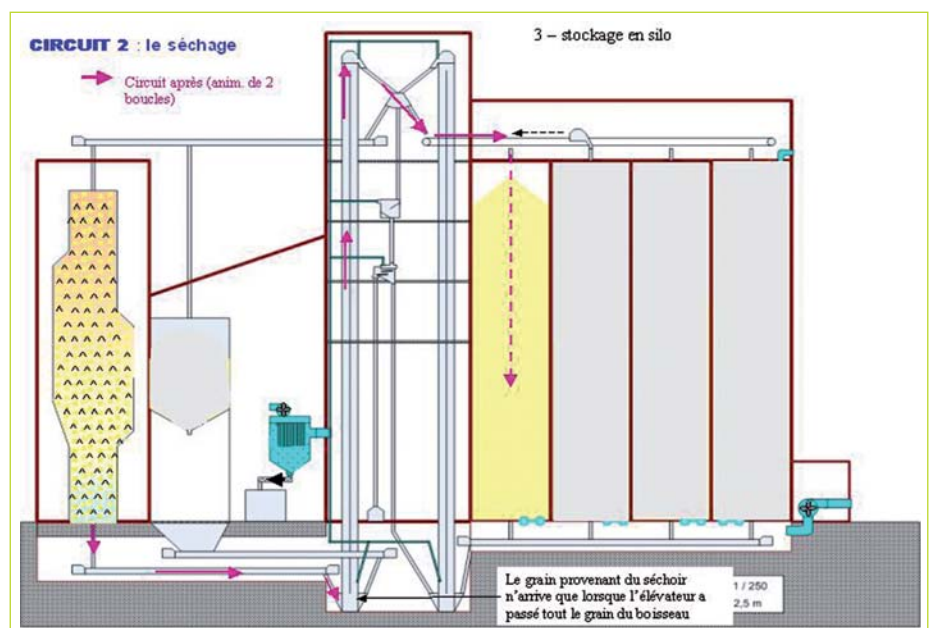 CIRCUIT 2 : le séchage
3 – stockage en silo
Circuit après (anim. de 2
boucles)
Le grain provenant du séchoir
n'arrive que lorsque l'élévateur a
passé tout le grain du boisseau
1 / 250
2,5 m